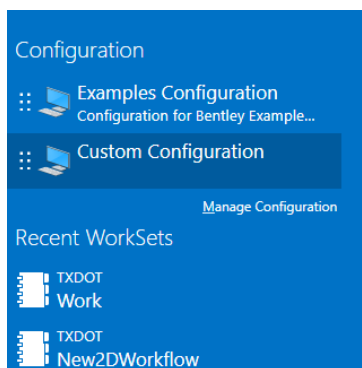 Configuration
Examples Configuration
Configuration for Bentley Example...
Custom Configuration
Manage Configuration
Recent WorkSets
TXDOT
Work
TXDOT
New2DWorkflow